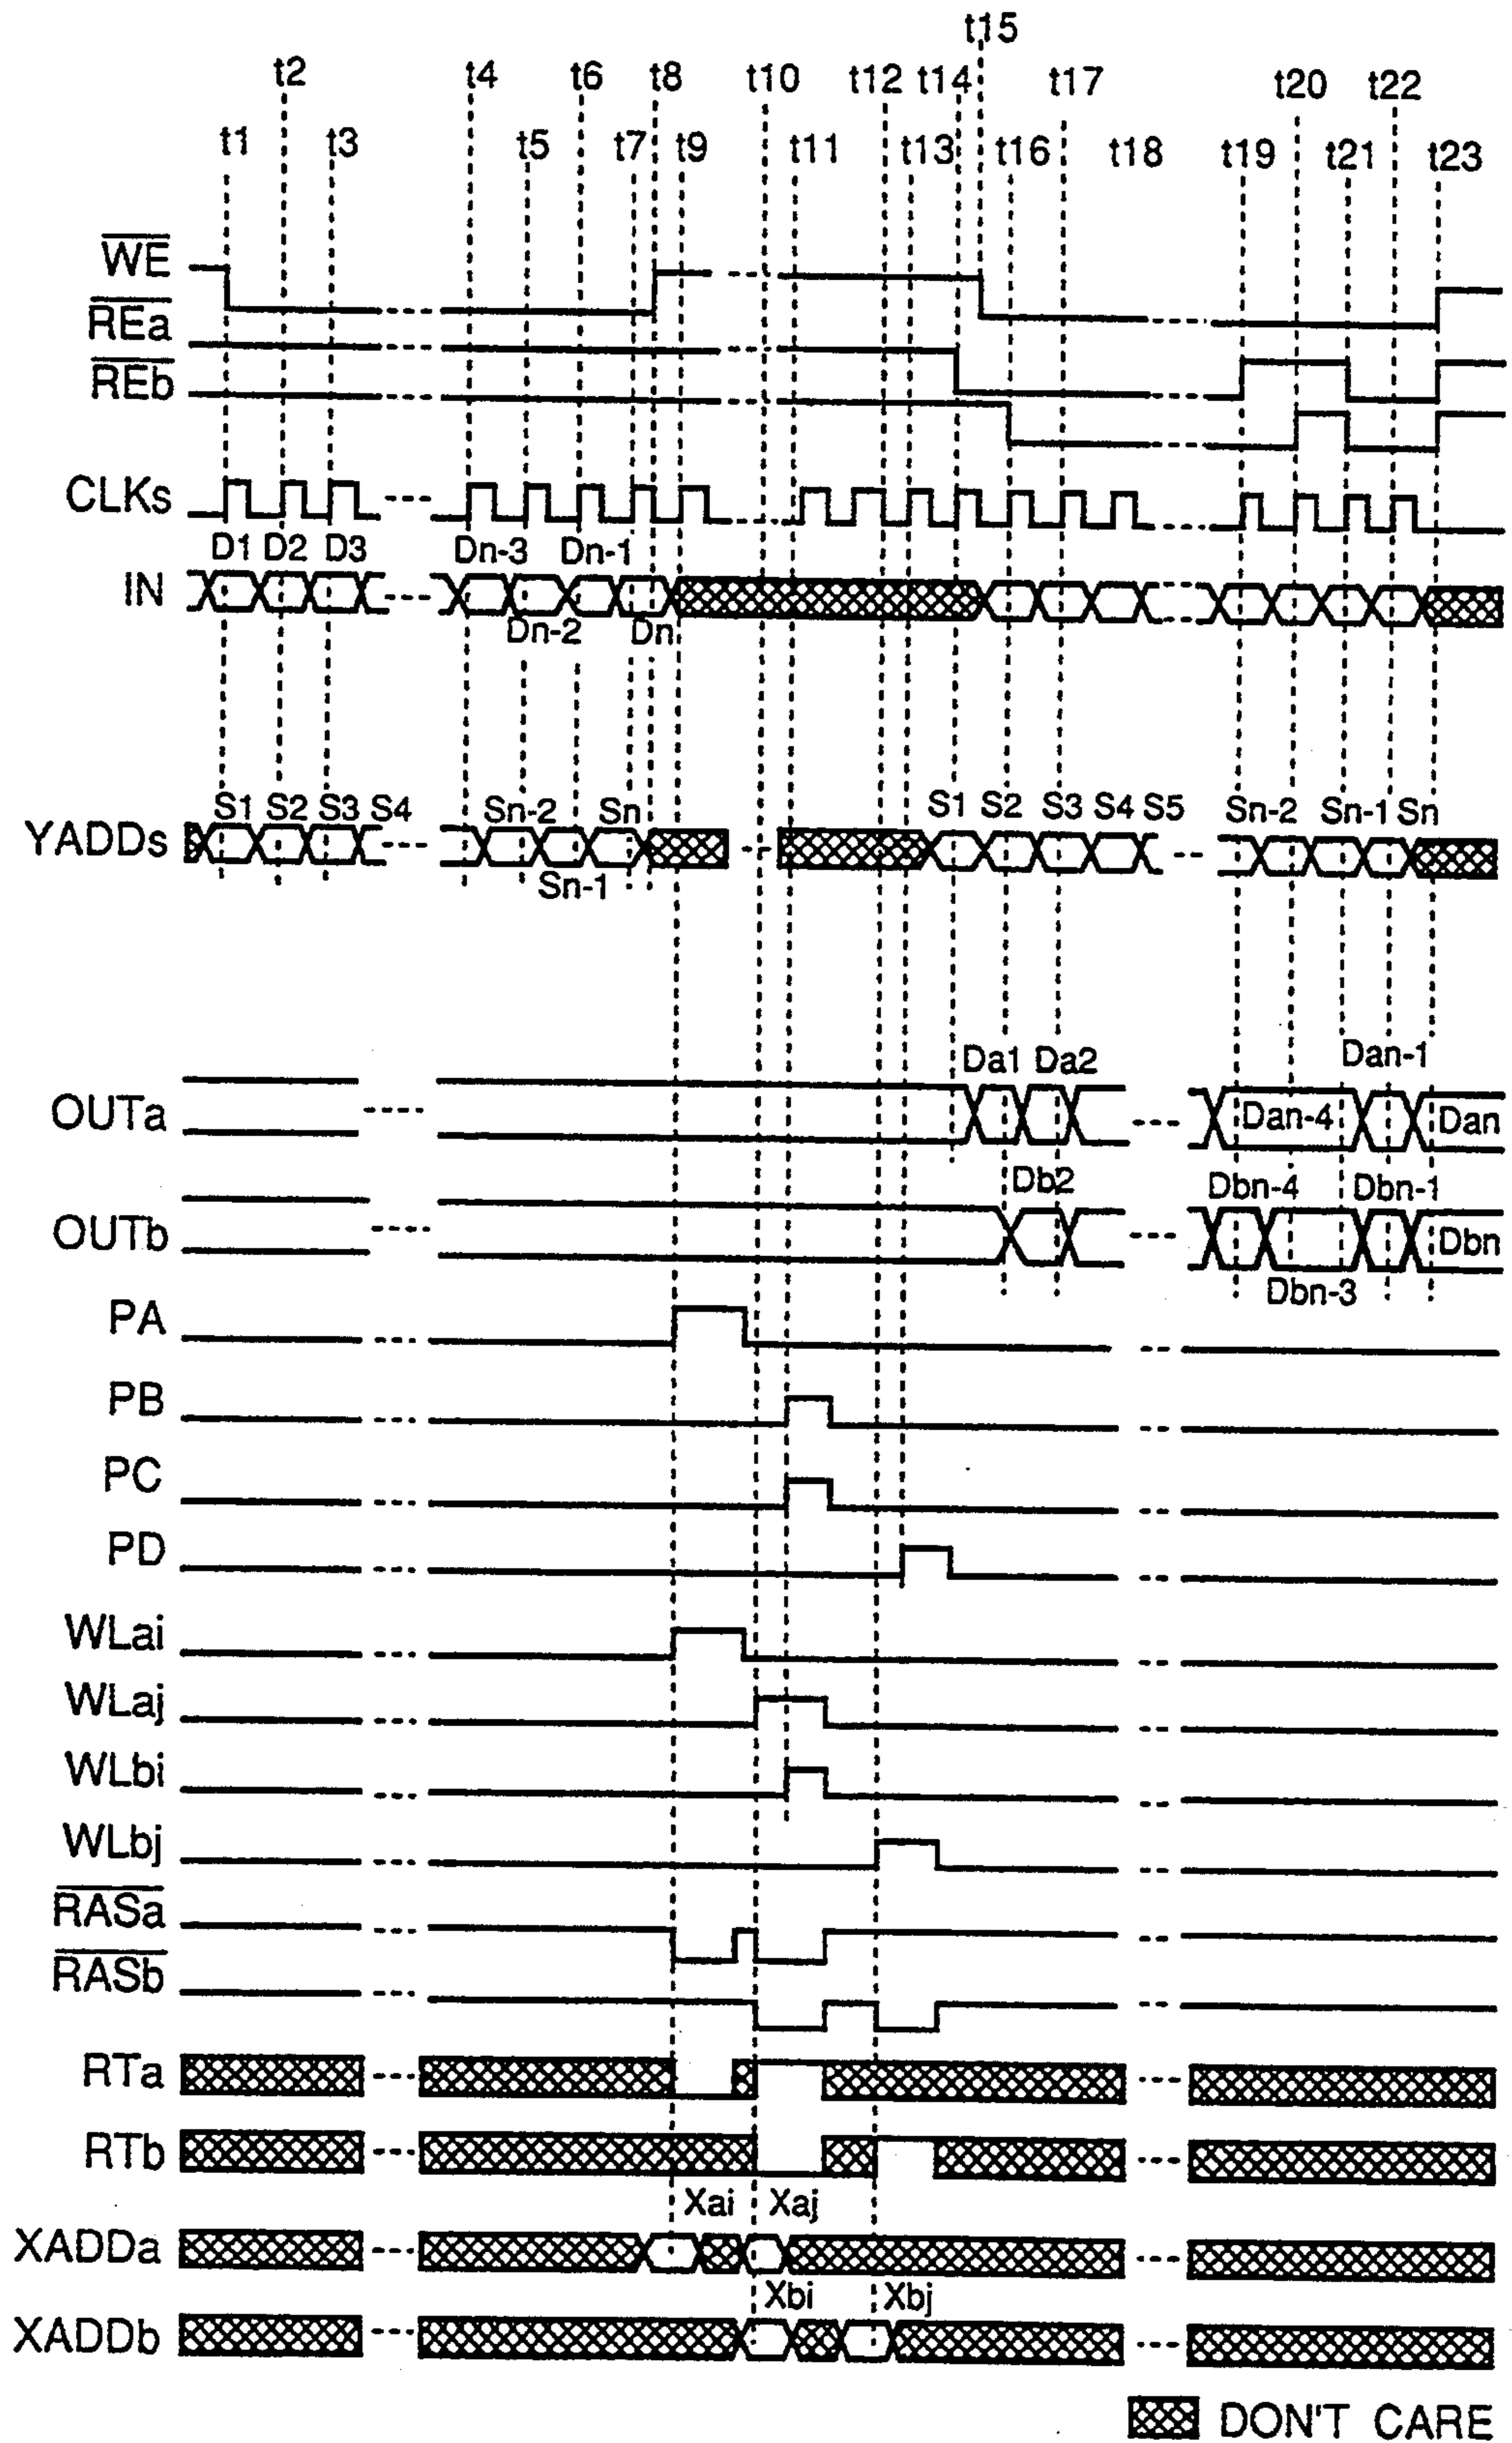 t15
t2 t4 t6 t8 t10 t12 t14 t17 t20 t22
t1 t3 t5 t7 t9 t11 t13 t16 t18 t19 t21 t23
WE
REa
REb
CLKs
D1 D2 D3 Dn-3 Dn-1
IN
Dn-2 Dn
S1 S2 S3 S4 Sn-2 Sn S1 S2 S3 S4 S5 Sn-2 Sn-1 Sn
YADDs
Sn-1
Da1 Da2 Dan-1
OUTa Dan-4 Dan
Db2 Dbn-4 Dbn-1
OUTb Dbn
Dbn-3
PA
PB
PC
PD
WLai
WLaj
WLbi
WLbj
RASa
RASb
RTa
RTb
Xai Xaj
XADDa
Xbi Xbj
XADDb
DON'T CARE